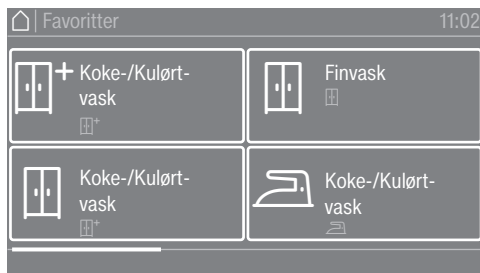 Favoritter 11:02
Koke-/Kulørt-
vask
Finvask
Koke-/Kulørt-
vask
Koke-/Kulørt-
vask